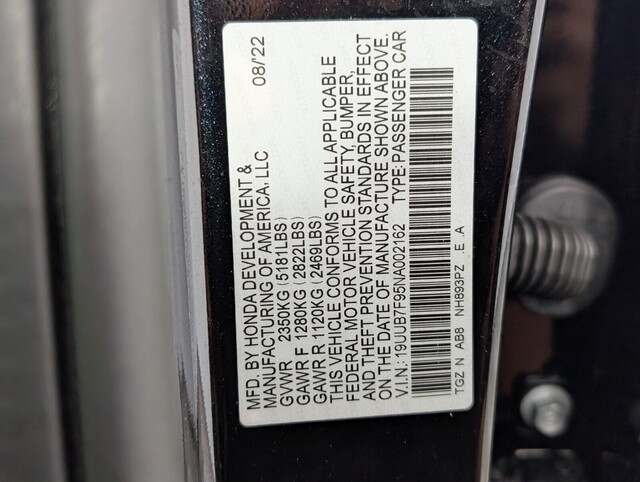 MFD. BY HONDA DEVELOPMENT & 08/22
MANUFACTURING OF AMERICA, LLC
GVWR 2350KG(5181LBS)
GAWR F 1280KG(2822LBS)
GAWR R 1120KG(2469LBS)
THIS VEHICLE CONFORMS TO ALL APPLICABLE
FEDERAL MOTOR VEHICLE SAFETY, BUMPER,
AND THEFT PREVENTION STANDARDS IN EFFECT
ON THE DATE OF MANUFACTURE SHOWN ABOVE.
V.I.N.:19UUB7F95NA002162 TYPE:PASSENGER CAR
TGZ N AB8 NH893PZ .E .A